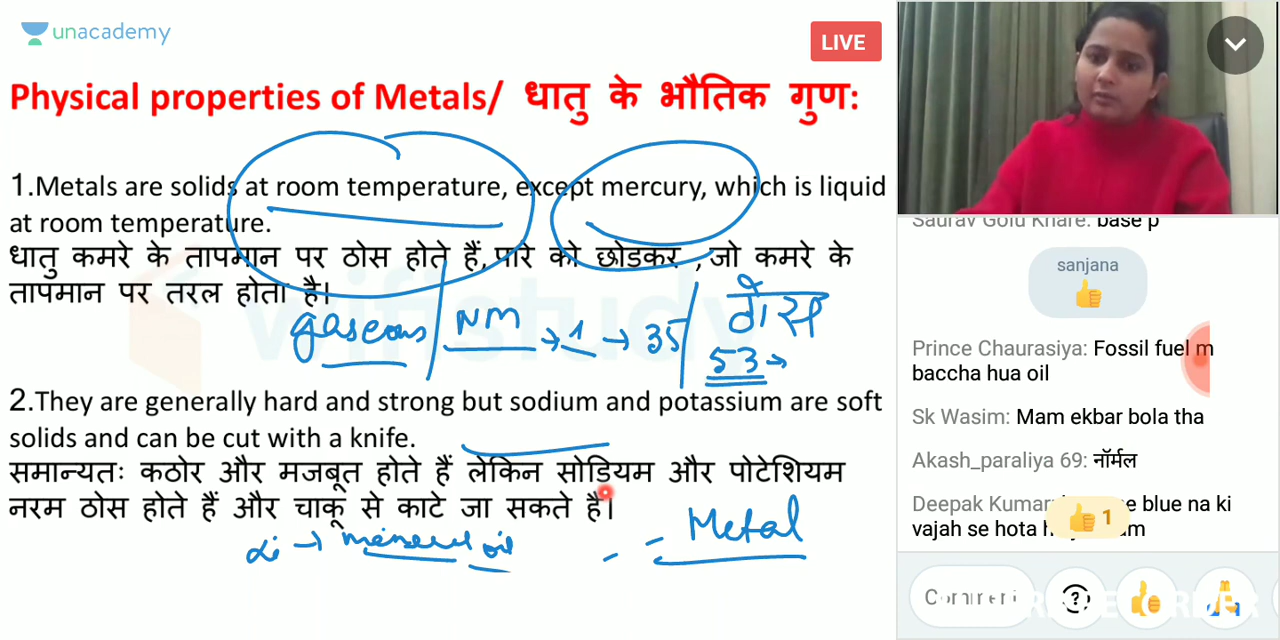 unacademy
LIVE
Physical properties of Metals/ धातु के भौतिक गुण:
1.Metals are solids at room temperature, except mercury, which is liquid
at room temperature.
धातु कमरे के तापमान पर ठोस होते हैं, पारे को छोडकर ,जो कमरे के
तापमान पर तरल होता है।
gaseous NM → 1 → 35 ठोस
53 →
2.They are generally hard and strong but sodium and potassium are soft
solids and can be cut with a knife.
समान्यतः कठोर और मजबूत होते हैं लेकिन सोडियम और पोटेशियम
नरम ठोस होते हैं और चाकू से काटे जा सकते है।
Li → mineral oil Metal
Saurav Golu Khare: base p
sanjana
Prince Chaurasiya: Fossil fuel m
baccha hua oil
Sk Wasim: Mam ekbar bola tha
Akash_paraliya 69: नॉर्मल
Deepak Kumar blue na ki
vajah se hota
1
Comment